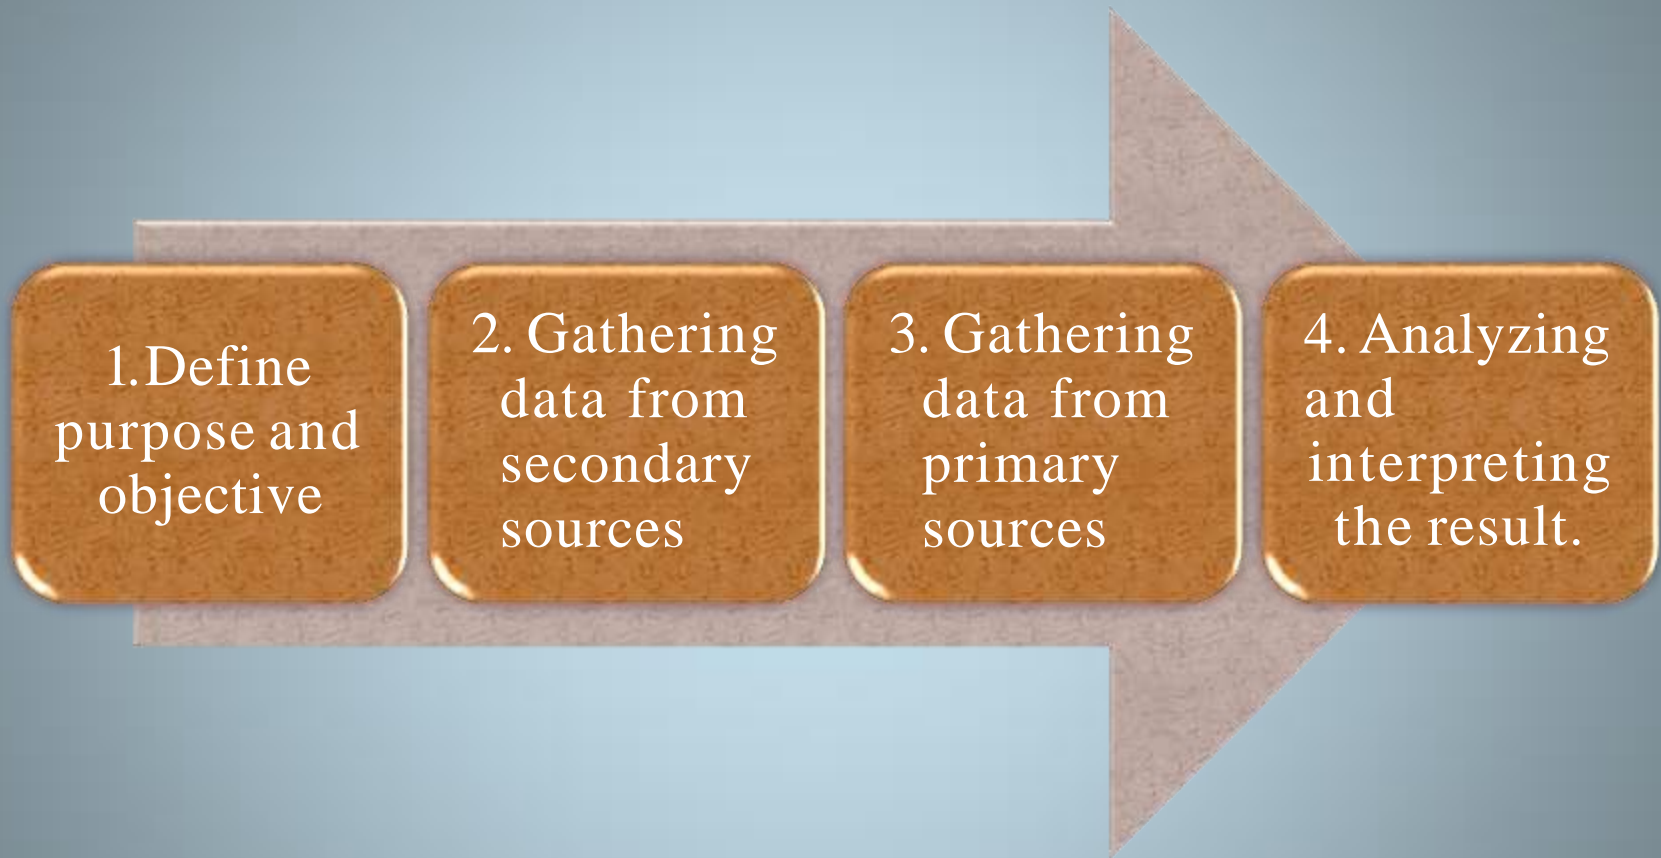 1.Define
purpose and
objective
2. Gathering
data from
secondary
sources
3. Gathering
data from
primary
sources
4. Analyzing
and
interpreting
the result.